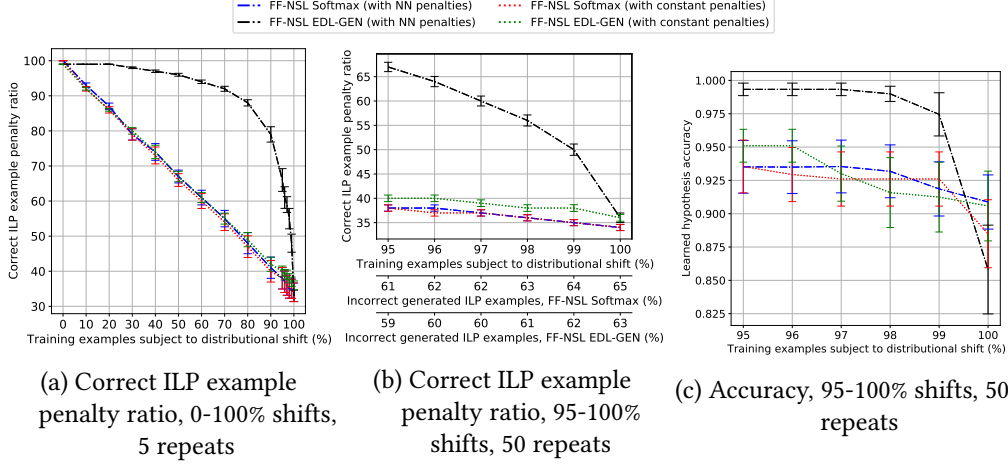 FF-NSL Softmax (with NN penalties)
FF-NSL EDL-GEN (with NN penalties)
FF-NSL Softmax (with constant penalties)
FF-NSL EDL-GEN (with constant penalties)
Correct ILP example penalty ratio
100
90
80
70
60
50
40
30
0 10 20 30 40 50 60 70 80 90 100
Training examples subject to distributional shift (%)
(a) Correct ILP example
penalty ratio, 0-100% shifts,
5 repeats
Correct ILP example penalty ratio
65
60
55
50
45
40
35
95 96 97 98 99 100
Training examples subject to distributional shift (%)
61 62 62 63 64 65
Incorrect generated ILP examples, FF-NSL Softmax (%)
59 60 60 61 62 63
Incorrect generated ILP examples, FF-NSL EDL-GEN (%)
(b) Correct ILP example
penalty ratio, 95-100%
shifts, 50 repeats
Learned hypothesis accuracy
1.000
0.975
0.950
0.925
0.900
0.875
0.850
0.825
95 96 97 98 99 100
Training examples subject to distributional shift (%)
(c) Accuracy, 95-100% shifts, 50
repeats